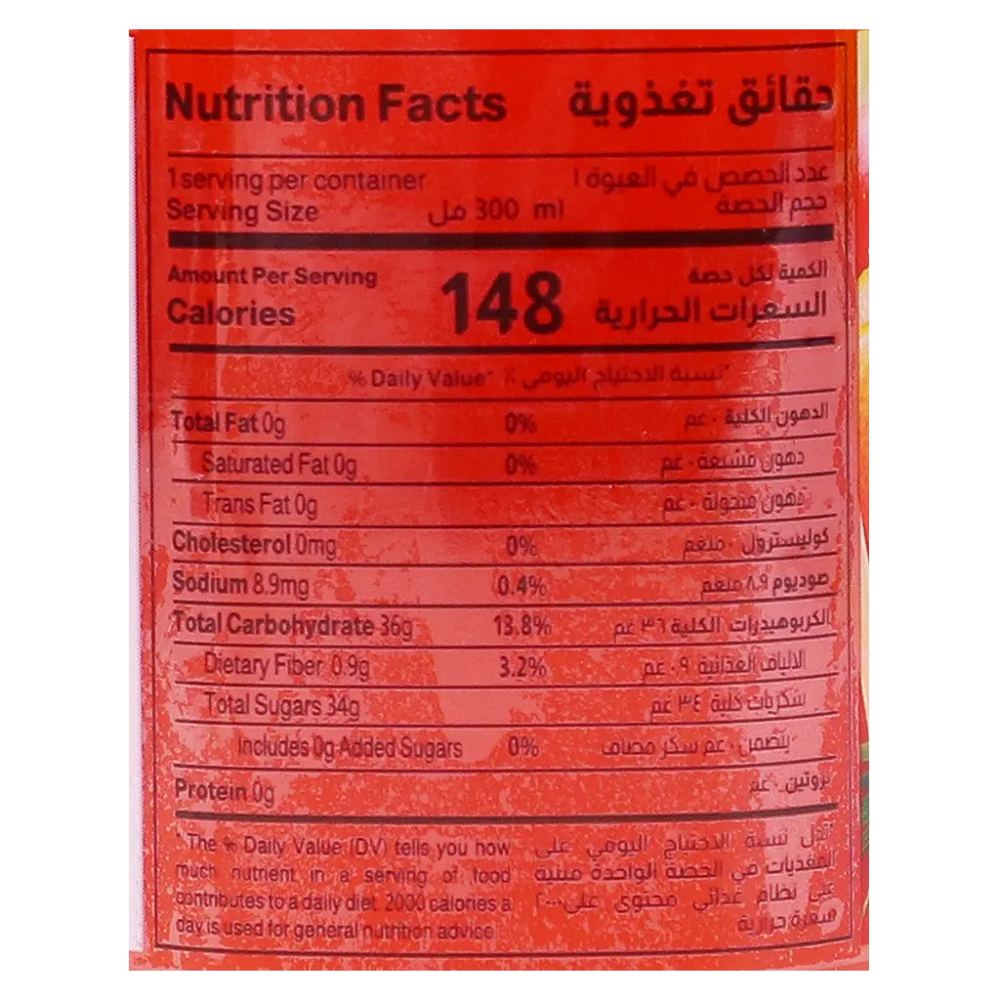 Nutrition Facts حقائق تغذوية
1 serving per container عدد الحصص في العبوة ١
Serving Size 300 ml مل حجم الحصة
Amount Per Serving الكمية لكل حصة
Calories 148 السعرات الحرارية
% Daily Value* ٪ نسبة الاحتياج اليومي*
Total Fat 0g 0% الدهون الكلية ٠ غم
Saturated Fat 0g 0% دهون مشبعة ٠ غم
Trans Fat 0g دهون متحولة ٠ غم
Cholesterol 0mg 0% كوليسترول ٠ ملغم
Sodium 8.9mg 0.4% صوديوم ٨.٩ ملغم
Total Carbohydrate 36g 13.8% الكربوهيدرات الكلية ٣٦ غم
Dietary Fiber 0.9g 3.2% الالياف الغذائية ٠.٩ غم
Total Sugars 34g سكريات كلية ٣٤ غم
Includes 0g Added Sugars 0% يتضمن ٠ غم سكر مضاف
Protein 0g بروتين ٠ غم
* The % Daily Value (DV) tells you how
much nutrient in a serving of food
contributes to a daily diet. 2000 calories a
day is used for general nutrition advice
*تدل نسبة الاحتياج اليومي على
المغذيات في الحصة الواحدة مبنية
على نظام غذائي محتوي على ٢٠٠٠
سعرة حرارية